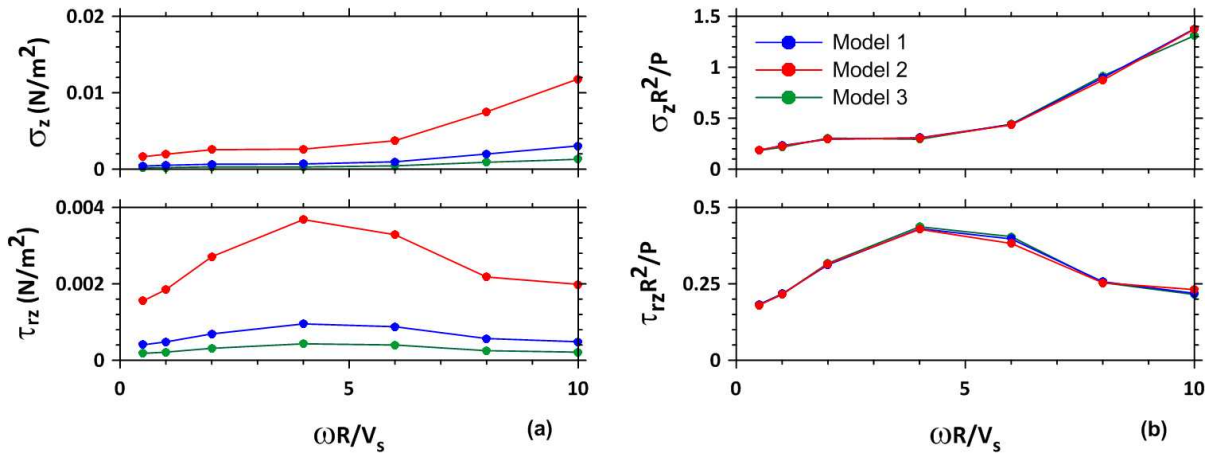 0.02
0.01
0
σz (N/m²)
0.004
0.002
0
τrz (N/m²)
0
5
10
ωR/Vs
(a)
1.5
1
0.5
0
σzR²/P
Model 1
Model 2
Model 3
0.5
0.25
0
τrzR²/P
0
5
10
ωR/Vs
(b)